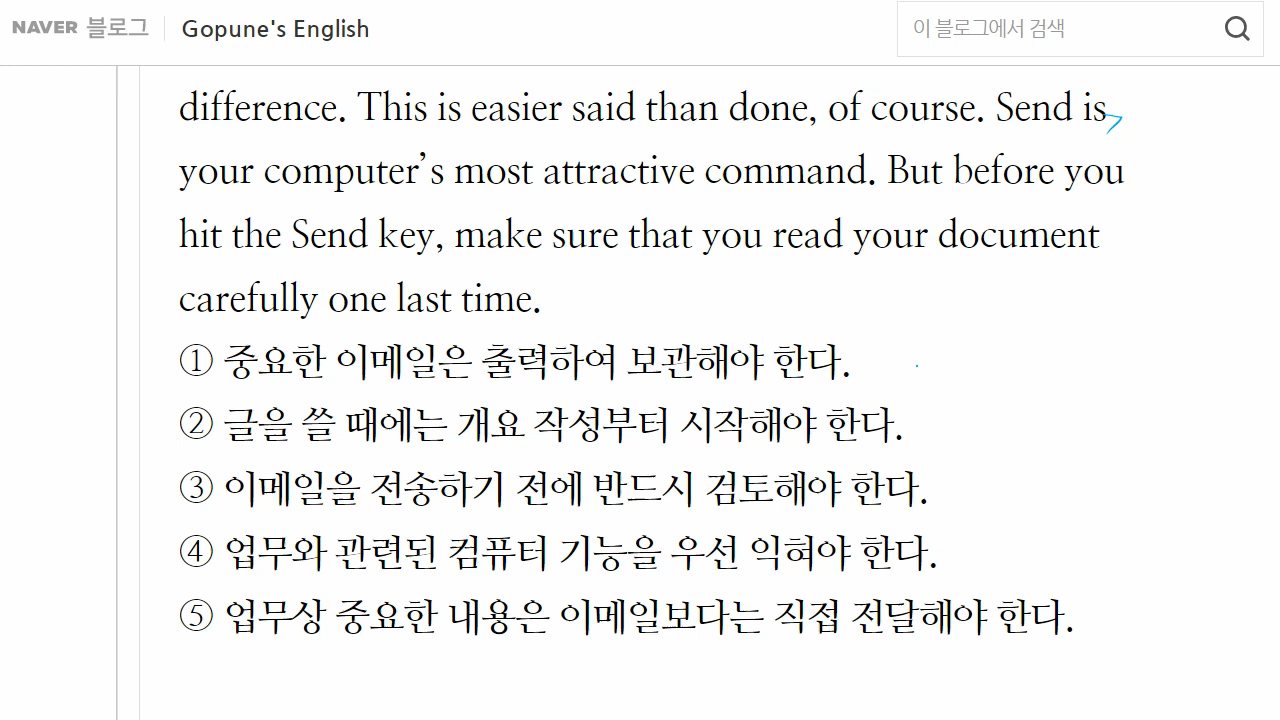 NAVER 블로그 Gopune's English 이 블로그에서 검색
difference. This is easier said than done, of course. Send is
your computer’s most attractive command. But before you
hit the Send key, make sure that you read your document
carefully one last time.
① 중요한 이메일은 출력하여 보관해야 한다.
② 글을 쓸 때에는 개요 작성부터 시작해야 한다.
③ 이메일을 전송하기 전에 반드시 검토해야 한다.
④ 업무와 관련된 컴퓨터 기능을 우선 익혀야 한다.
⑤ 업무상 중요한 내용은 이메일보다는 직접 전달해야 한다.